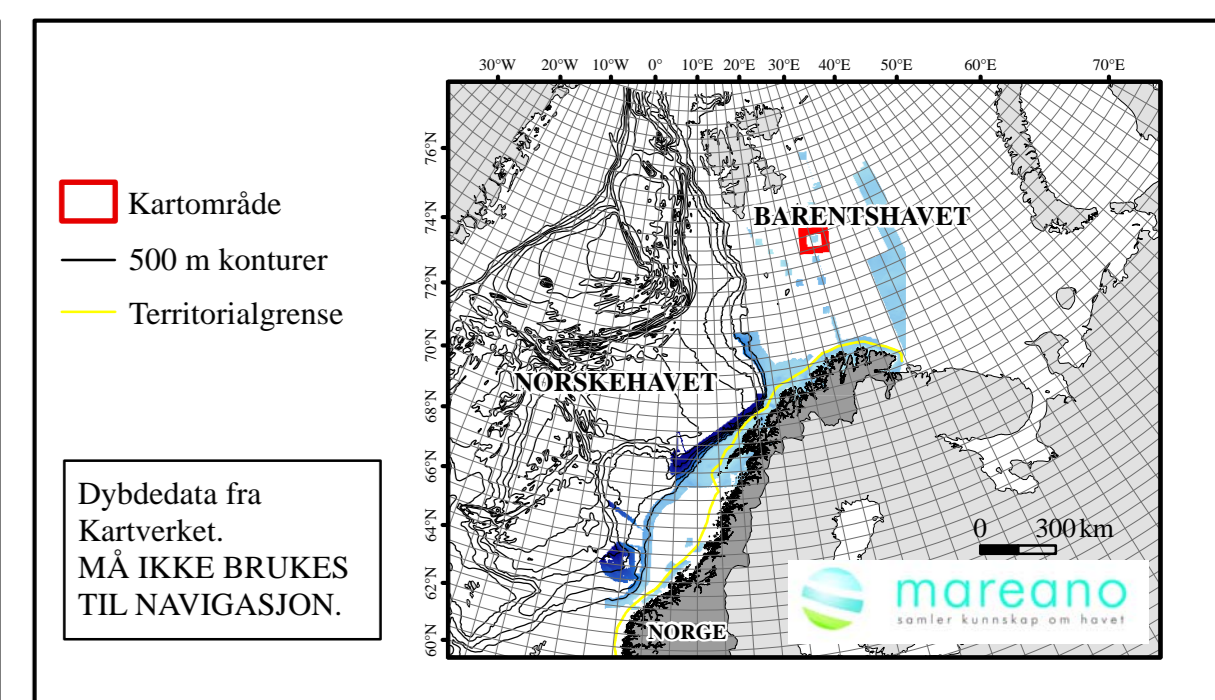 30°W 20°W 10°W 0° 10°E 20°E 30°E 40°E 50°E 60°E 70°E
76°N
74°N
72°N
70°N
68°N
66°N
64°N
62°N
60°N
Kartområde
500 m konturer
Territorialgrense
BARENTSHAVET
NORSKEHAVET
NORGE
0 300 km
mareano
samler kunnskap om havet
Dybdedata fra
Kartverket.
MÅ IKKE BRUKES
TIL NAVIGASJON.